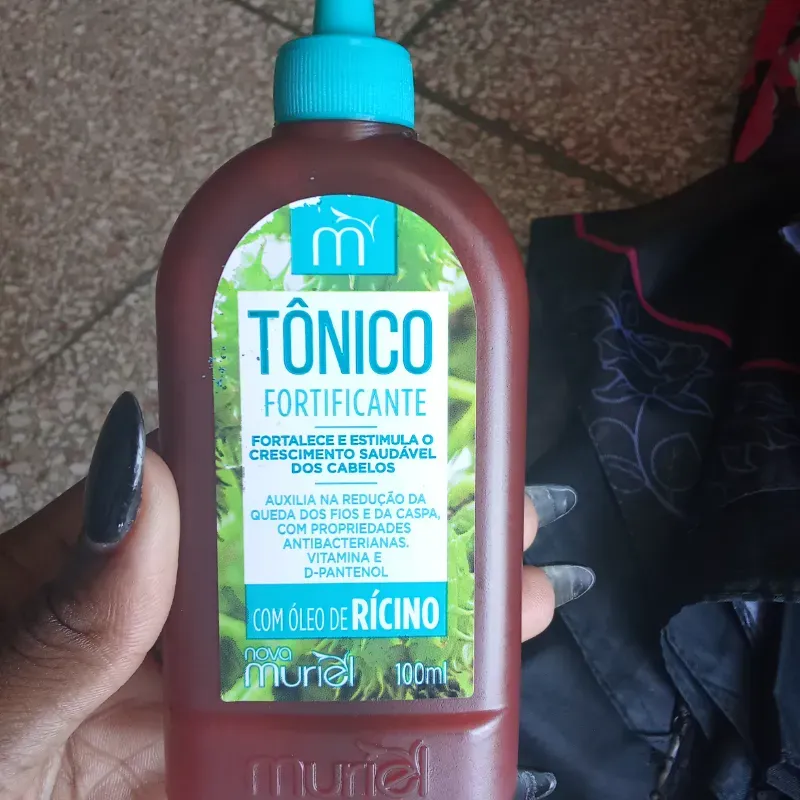 m
TÔNICO
FORTIFICANTE
FORTALECE E ESTIMULA O
CRESCIMENTO SAUDÁVEL
DOS CABELOS
AUXILIA NA REDUÇÃO DA
QUEDA DOS FIOS E DA CASPA,
COM PROPRIEDADES
ANTIBACTERIANAS.
VITAMINA E
D-PANTENOL
COM ÓLEO DE RÍCINO
nova
muriel 100ml
muriel